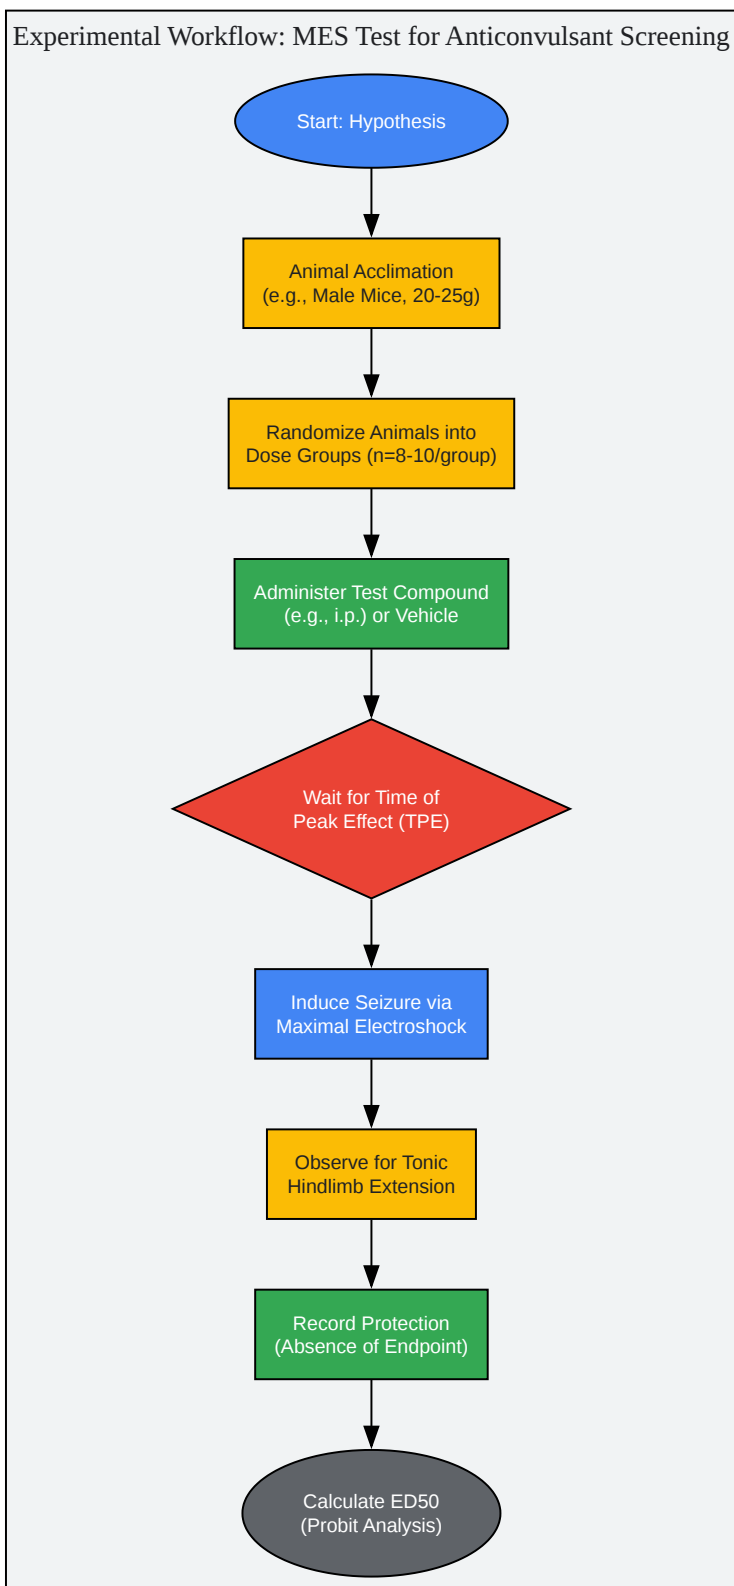 Experimental Workflow: MES Test for Anticonvulsant Screening
Start: Hypothesis
Animal Acclimation
(e.g., Male Mice, 20-25g)
Randomize Animals into
Dose Groups (n=8-10/group)
Administer Test Compound
(e.g., i.p.) or Vehicle
Wait for Time of
Peak Effect (TPE)
Induce Seizure via
Maximal Electroshock
Observe for Tonic
Hindlimb Extension
Record Protection
(Absence of Endpoint)
Calculate ED50
(Probit Analysis)